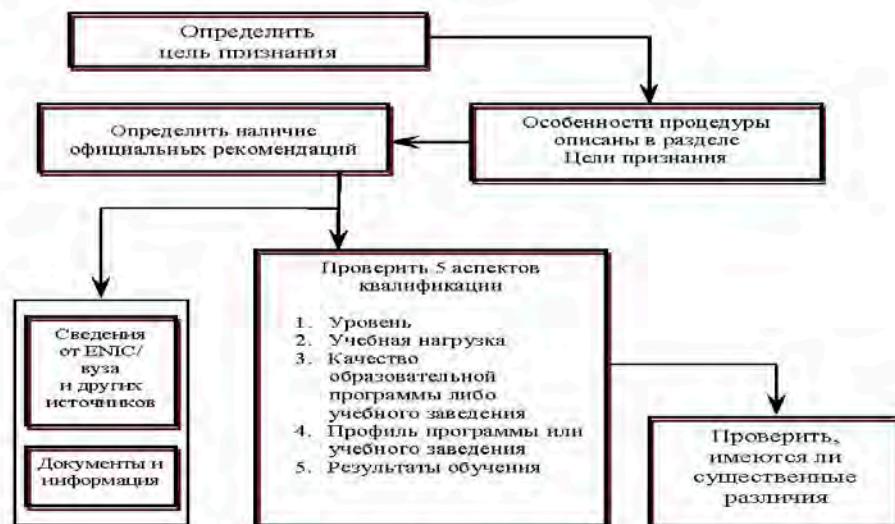 Определить
цель признания
Особенности процедуры
описаны в разделе
Цели признания
Определить наличие
официальных рекомендаций
Сведения
от ENIC/
вуза
и других
источников
Документы и
информация
Проверить 5 аспектов
квалификации
1. Уровень
2. Учебная нагрузка
3. Качество
образовательной
программы либо
учебного заведения
4. Профиль программы или
учебного заведения
5. Результаты обучения
Проверить,
имеются ли
существенные
различия